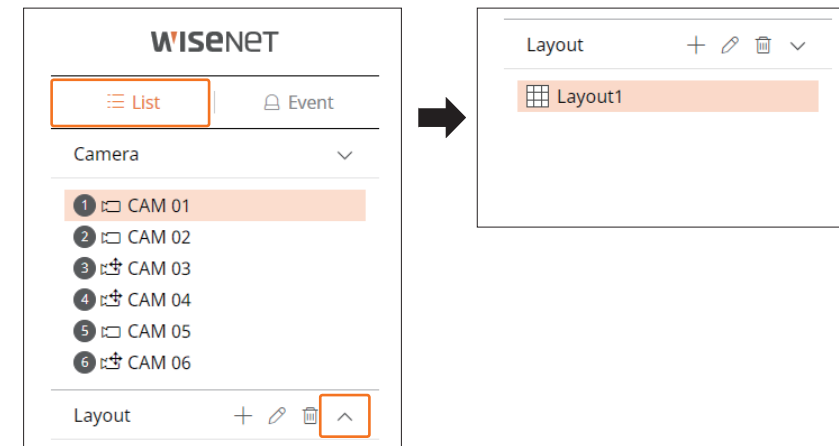 WISENET
List
Event
Camera
1 CAM 01
2 CAM 02
3 CAM 03
4 CAM 04
5 CAM 05
6 CAM 06
Layout
Layout
Layout1